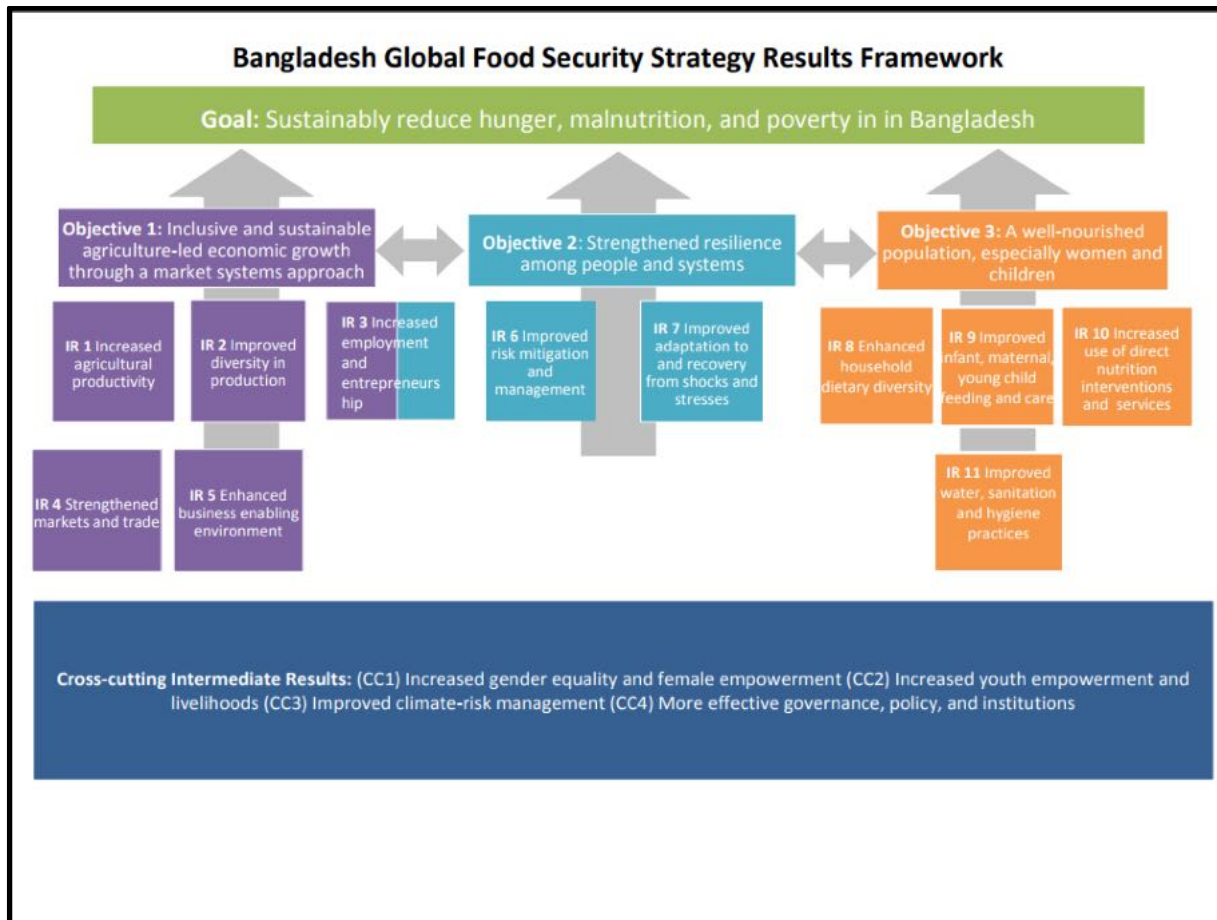 Bangladesh Global Food Security Strategy Results Framework
Goal: Sustainably reduce hunger, malnutrition, and poverty in in Bangladesh
Objective 1: Inclusive and sustainable
agriculture-led economic growth
through a market systems approach
Objective 2: Strengthened resilience
among people and systems
Objective 3: A well-nourished
population, especially women and
children
IR 1 Increased
agricultural
productivity
IR 2 Improved
diversity in
production
IR 3 Increased
employment
and
entrepreneurs
hip
IR 6 Improved
risk mitigation
and
management
IR 7 Improved
adaptation to
and recovery
from shocks and
stresses
IR 8 Enhanced
household
dietary diversity
IR 9 Improved
infant, maternal,
young child
feeding and care
IR 10 Increased
use of direct
nutrition
interventions
and services
IR 4 Strengthened
markets and trade
IR 5 Enhanced
business enabling
environment
IR 11 Improved
water, sanitation
and hygiene
practices
Cross-cutting Intermediate Results: (CC1) Increased gender equality and female empowerment (CC2) Increased youth empowerment and
livelihoods (CC3) Improved climate-risk management (CC4) More effective governance, policy, and institutions